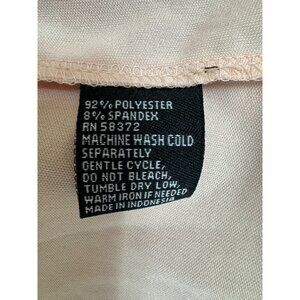 92% POLYESTER
8% SPANDEX
RN 58372
MACHINE WASH COLD
SEPARATELY
GENTLE CYCLE,
DO NOT BLEACH,
TUMBLE DRY LOW,
WARM IRON IF NEEDED
MADE IN INDONESIA